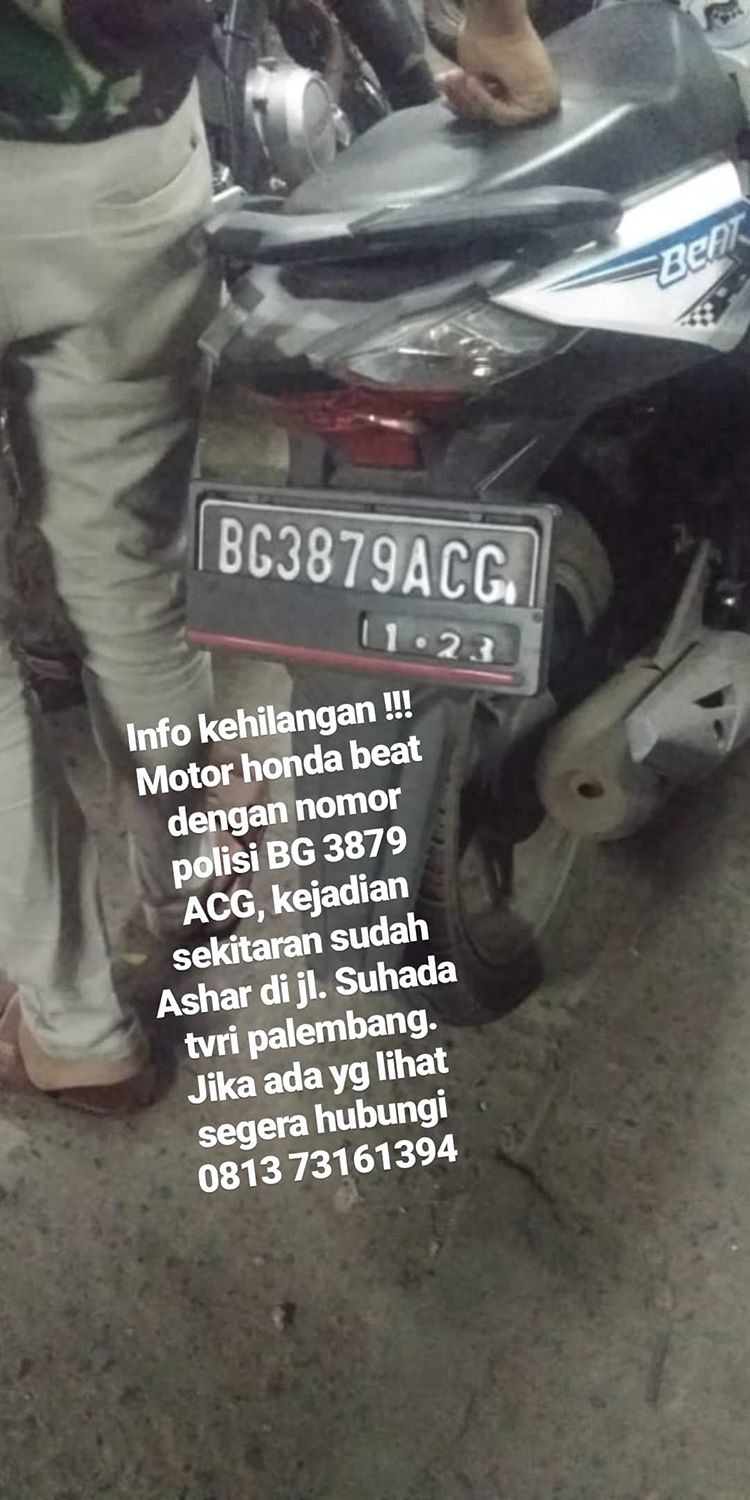 BeAT
BG3879ACG
11•23
Info kehilangan !!!
Motor honda beat
dengan nomor
polisi BG 3879
ACG, kejadian
sekitaran sudah
Ashar di jl. Suhada
tvri palembang.
Jika ada yg lihat
segera hubungi
0813 73161394